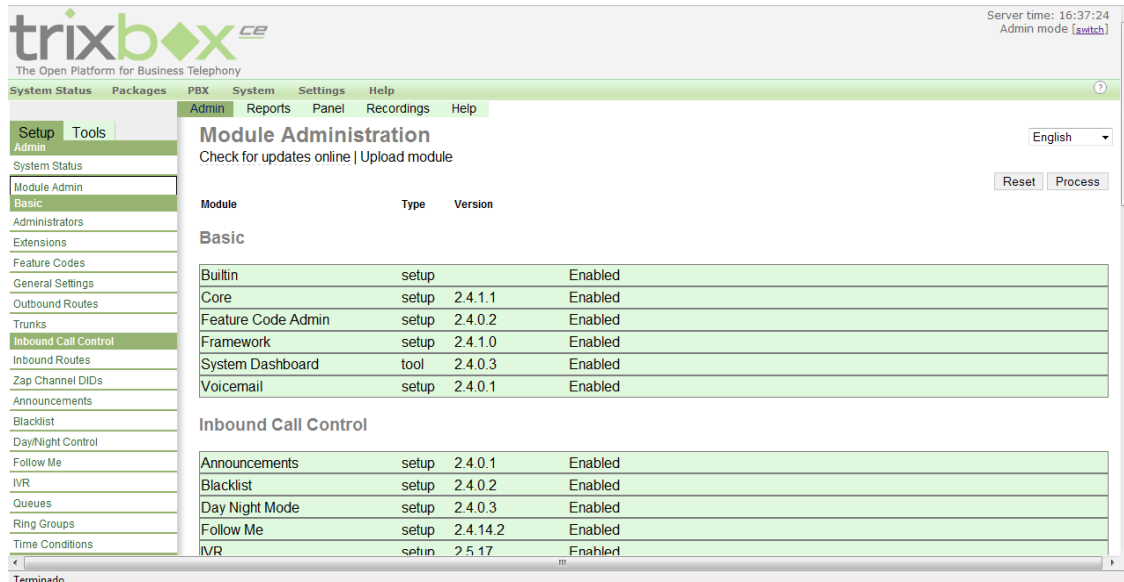 Server time: 16:37:24
Admin mode [switch]
trixbox ce
The Open Platform for Business Telephony
System Status Packages PBX System Settings Help ?
Admin Reports Panel Recordings Help
Setup Tools
Admin
System Status
Module Admin
Basic
Administrators
Extensions
Feature Codes
General Settings
Outbound Routes
Trunks
Inbound Call Control
Inbound Routes
Zap Channel DIDs
Announcements
Blacklist
Day/Night Control
Follow Me
IVR
Queues
Ring Groups
Time Conditions
Module Administration
English
Check for updates online | Upload module
Reset Process
Module Type Version
Basic
Builtin setup Enabled
Core setup 2.4.1.1 Enabled
Feature Code Admin setup 2.4.0.2 Enabled
Framework setup 2.4.1.0 Enabled
System Dashboard tool 2.4.0.3 Enabled
Voicemail setup 2.4.0.1 Enabled
Inbound Call Control
Announcements setup 2.4.0.1 Enabled
Blacklist setup 2.4.0.2 Enabled
Day Night Mode setup 2.4.0.3 Enabled
Follow Me setup 2.4.14.2 Enabled
IVR setup 2.5.17 Enabled
Terminado